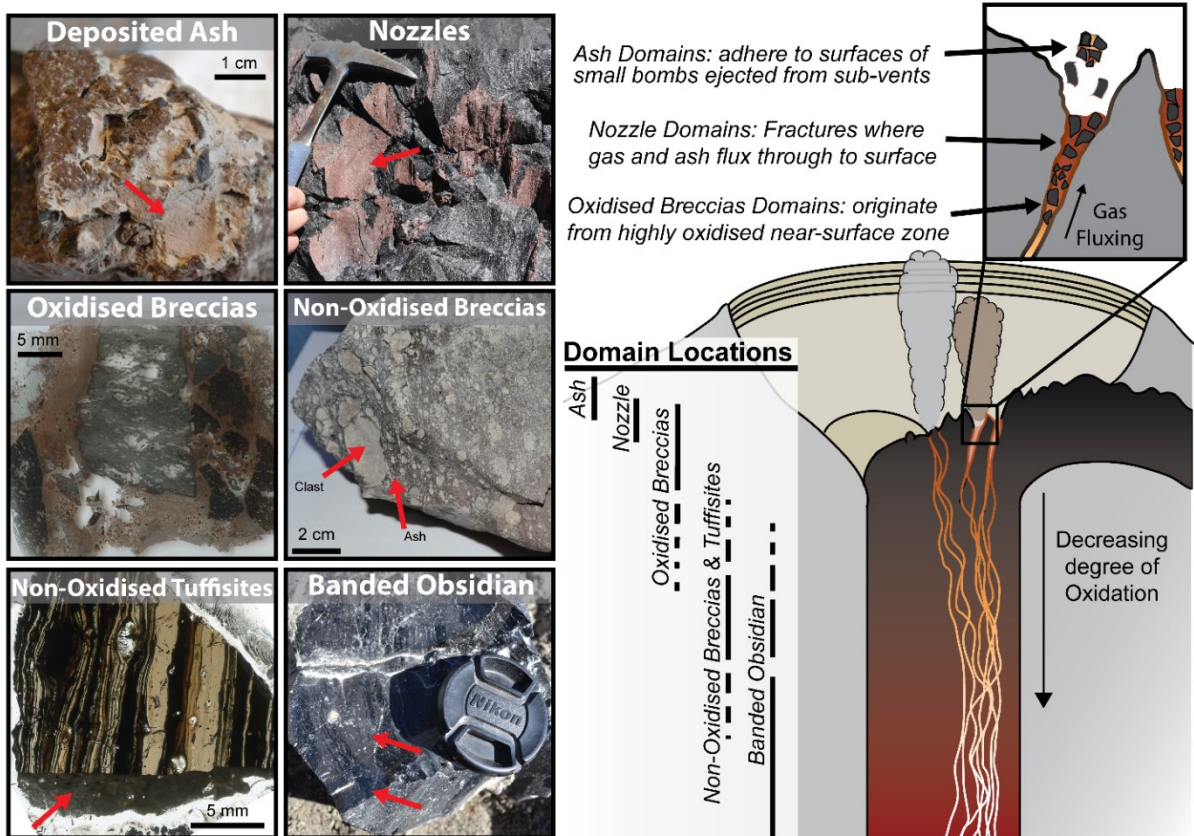 Deposited Ash
1 cm
Nozzles
Oxidised Breccias
5 mm
Non-Oxidised Breccias
Clast
Ash
2 cm
Non-Oxidised Tuffisites
5 mm
Banded Obsidian
Nikon
Ash Domains: adhere to surfaces of
small bombs ejected from sub-vents
Nozzle Domains: Fractures where
gas and ash flux through to surface
Oxidised Breccias Domains: originate
from highly oxidised near-surface zone
Gas
Fluxing
Domain Locations
Ash
Nozzle
Oxidised Breccias
Non-Oxidised Breccias & Tuffisites
Banded Obsidian
Decreasing
degree of
Oxidation